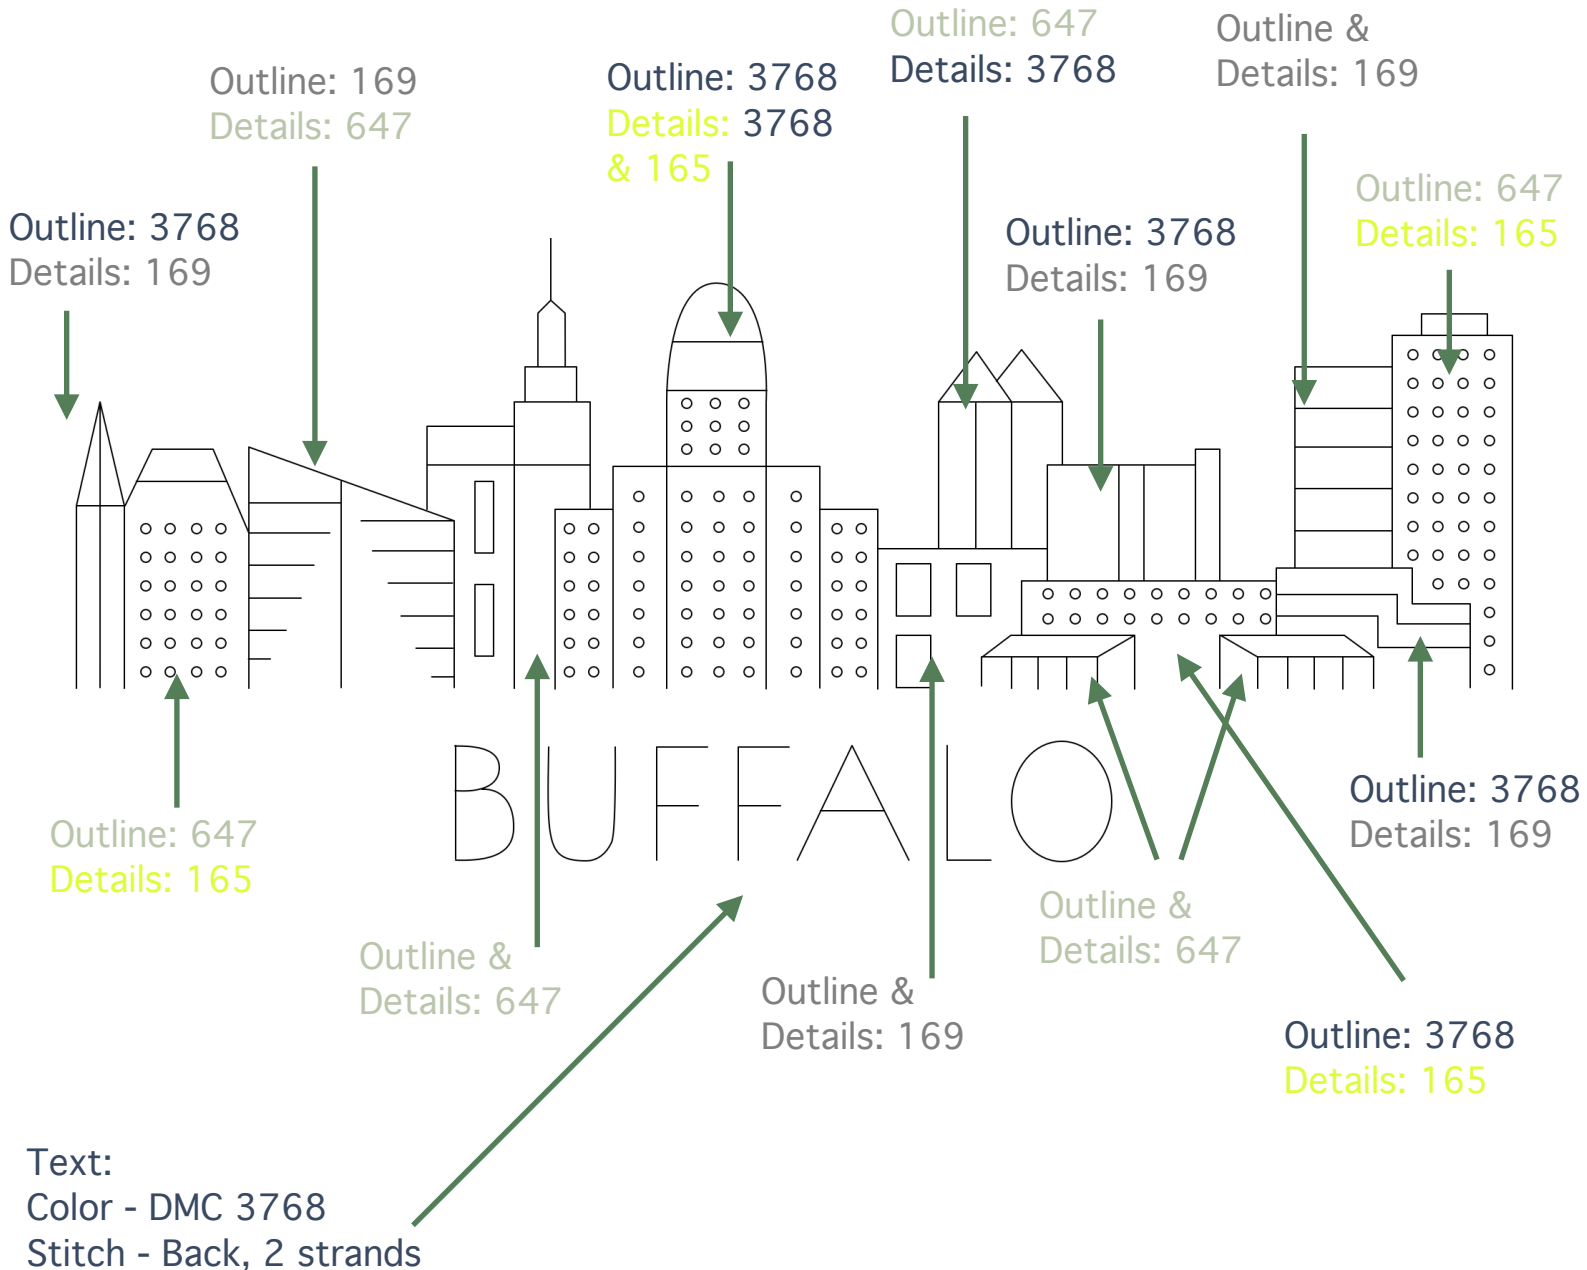 Outline: 647
Details: 3768
Outline &
Details: 169
Outline: 169
Details: 647
Outline: 3768
Details: 3768
& 165
Outline: 647
Details: 165
Outline: 3768
Details: 169
Outline: 3768
Details: 169
BUFFALO
Outline: 3768
Details: 169
Outline: 647
Details: 165
Outline &
Details: 647
Outline &
Details: 647
Outline &
Details: 169
Outline: 3768
Details: 165
Text:
Color - DMC 3768
Stitch - Back, 2 strands